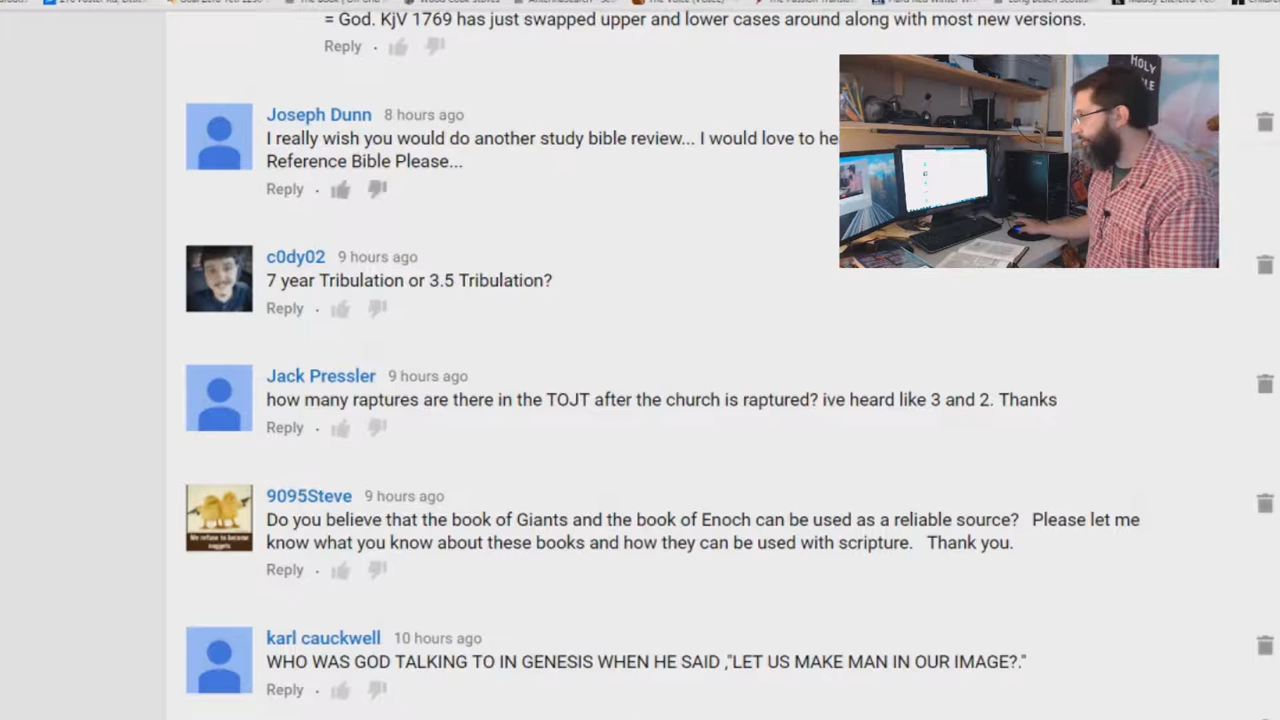 = God. KjV 1769 has just swapped upper and lower cases around along with most new versions.
Reply
Joseph Dunn 8 hours ago
I really wish you would do another study bible review... I would love to he
Reference Bible Please...
Reply
c0dy02 9 hours ago
7 year Tribulation or 3.5 Tribulation?
Reply
Jack Pressler 9 hours ago
how many raptures are there in the TOJT after the church is raptured? ive heard like 3 and 2. Thanks
Reply
9095Steve 9 hours ago
Do you believe that the book of Giants and the book of Enoch can be used as a reliable source? Please let me
know what you know about these books and how they can be used with scripture. Thank you.
Reply
We refuse to become
nuggets
karl cauckwell 10 hours ago
WHO WAS GOD TALKING TO IN GENESIS WHEN HE SAID ,"LET US MAKE MAN IN OUR IMAGE?."
Reply
HOLY